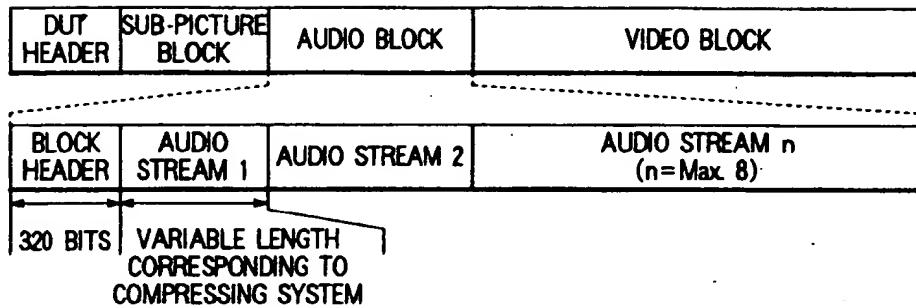 DUT HEADER SUB-PICTURE BLOCK AUDIO BLOCK VIDEO BLOCK
BLOCK HEADER AUDIO STREAM 1 AUDIO STREAM 2 AUDIO STREAM n (n=Max. 8)
320 BITS VARIABLE LENGTH
CORRESPONDING TO
COMPRESSING SYSTEM